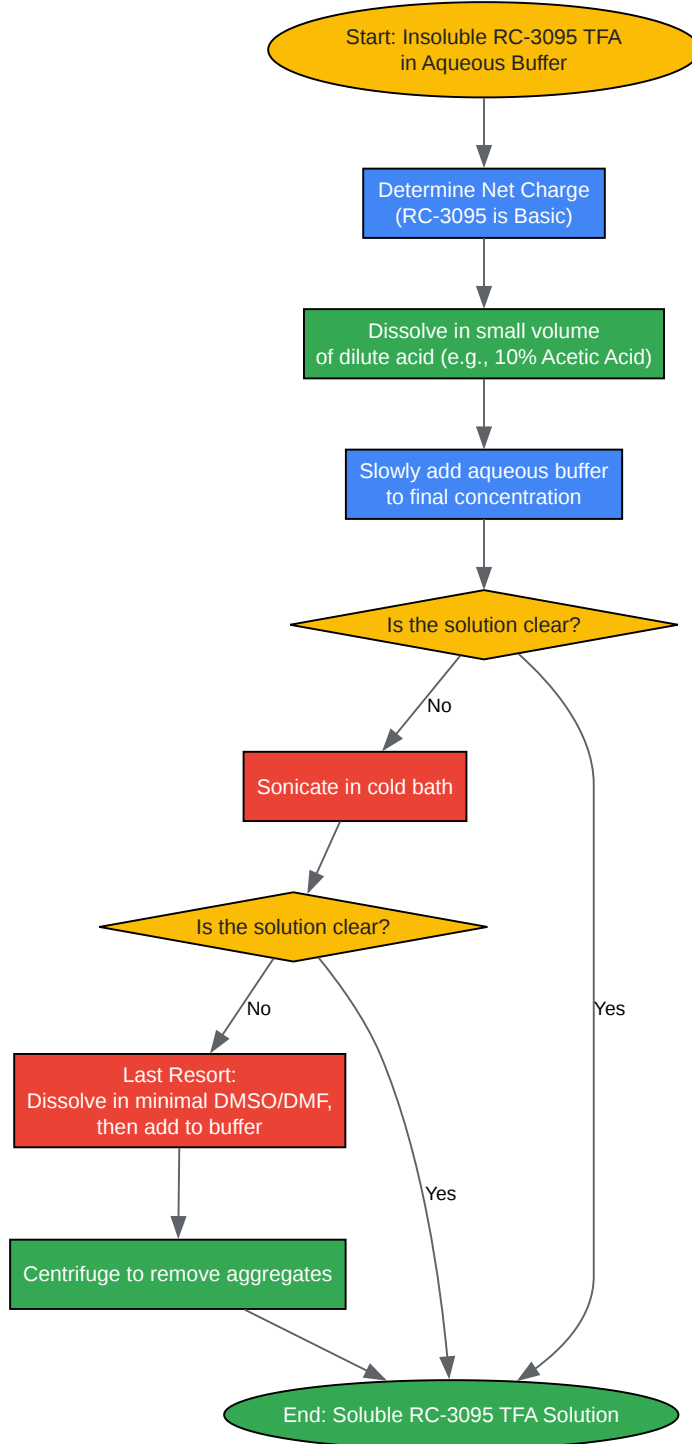 Start: Insoluble RC-3095 TFA
in Aqueous Buffer
Determine Net Charge
(RC-3095 is Basic)
Dissolve in small volume
of dilute acid (e.g., 10% Acetic Acid)
Slowly add aqueous buffer
to final concentration
Is the solution clear?
No
Sonicate in cold bath
Is the solution clear?
No
Yes
Last Resort:
Dissolve in minimal DMSO/DMF,
then add to buffer
Yes
Centrifuge to remove aggregates
End: Soluble RC-3095 TFA Solution